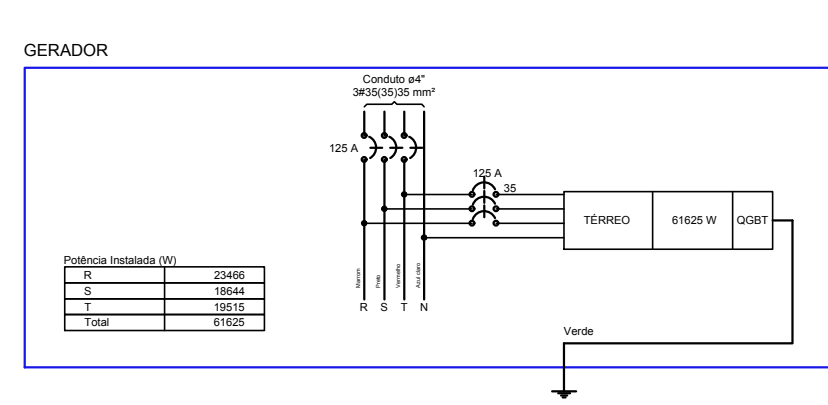 GERADOR
Conduto ø4"
3#35(35)35 mm²
125 A
125 A
35
TÉRREO 61625 W QGBT
Marrom
Preto
Vermelho
Azul claro
R S T N
Potência Instalada (W)
R 23466
S 18644
T 19515
Total 61625
Verde